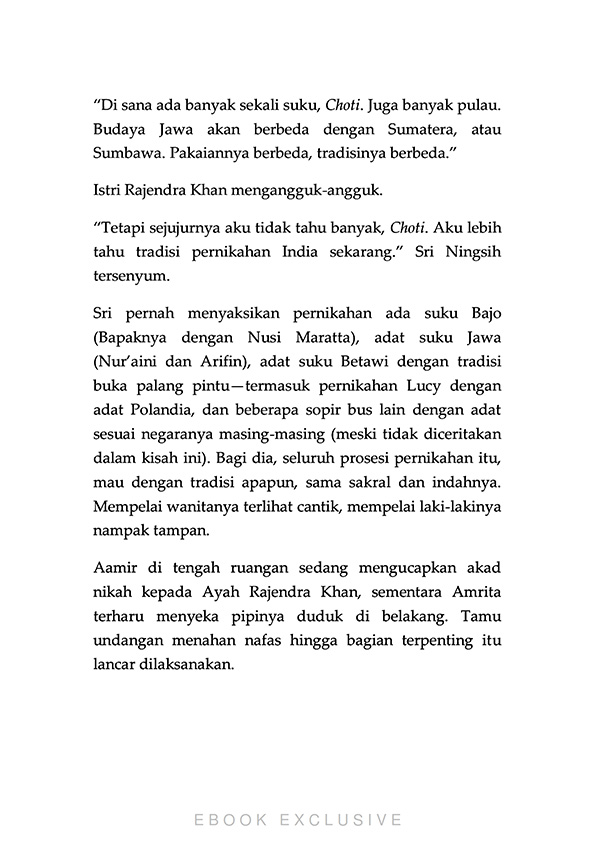 “Di sana ada banyak sekali suku, Choti. Juga banyak pulau.
Budaya Jawa akan berbeda dengan Sumatera, atau
Sumbawa. Pakaiannya berbeda, tradisinya berbeda.”
Istri Rajendra Khan mengangguk-angguk.
“Tetapi sejujurnya aku tidak tahu banyak, Choti. Aku lebih
tahu tradisi pernikahan India sekarang.” Sri Ningsih
tersenyum.
Sri pernah menyaksikan pernikahan ada suku Bajo
(Bapaknya dengan Nusi Maratta), adat suku Jawa
(Nur’aini dan Arifin), adat suku Betawi dengan tradisi
buka palang pintu—termasuk pernikahan Lucy dengan
adat Polandia, dan beberapa sopir bus lain dengan adat
sesuai negaranya masing-masing (meski tidak diceritakan
dalam kisah ini). Bagi dia, seluruh prosesi pernikahan itu,
mau dengan tradisi apapun, sama sakral dan indahnya.
Mempelai wanitanya terlihat cantik, mempelai laki-lakinya
nampak tampan.
Aamir di tengah ruangan sedang mengucapkan akad
nikah kepada Ayah Rajendra Khan, sementara Amrita
terharu menyeka pipinya duduk di belakang. Tamu
undangan menahan nafas hingga bagian terpenting itu
lancar dilaksanakan.
EBOOK EXCLUSIVE